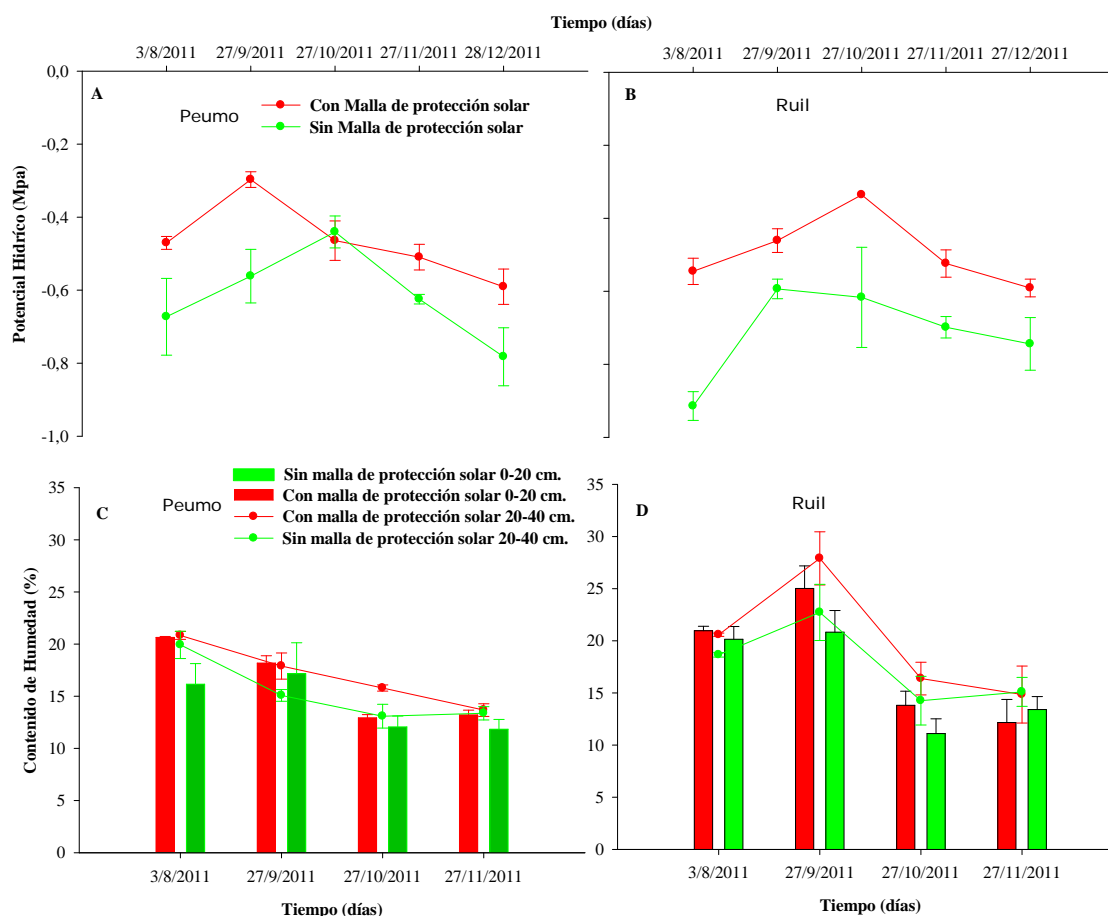 Tiempo (días)
3/8/2011 27/9/2011 27/10/2011 27/11/2011 28/12/2011
3/8/2011 27/9/2011 27/10/2011 27/11/2011 27/12/2011
Potencial Hidríco (Mpa)
0,0
-0,2
-0,4
-0,6
-0,8
-1,0
A
Peumo
Con Malla de protección solar
Sin Malla de protección solar
B
Ruil
Contenido de Humedad (%)
35
30
25
20
15
10
5
0
C
Peumo
Sin malla de protección solar 0-20 cm.
Con malla de protección solar 0-20 cm.
Con malla de protección solar 20-40 cm.
Sin malla de protección solar 20-40 cm.
3/8/2011 27/9/2011 27/10/2011 27/11/2011
Tiempo (días)
35
30
25
20
15
10
5
0
D
Ruil
3/8/2011 27/9/2011 27/10/2011 27/11/2011
Tiempo (días)